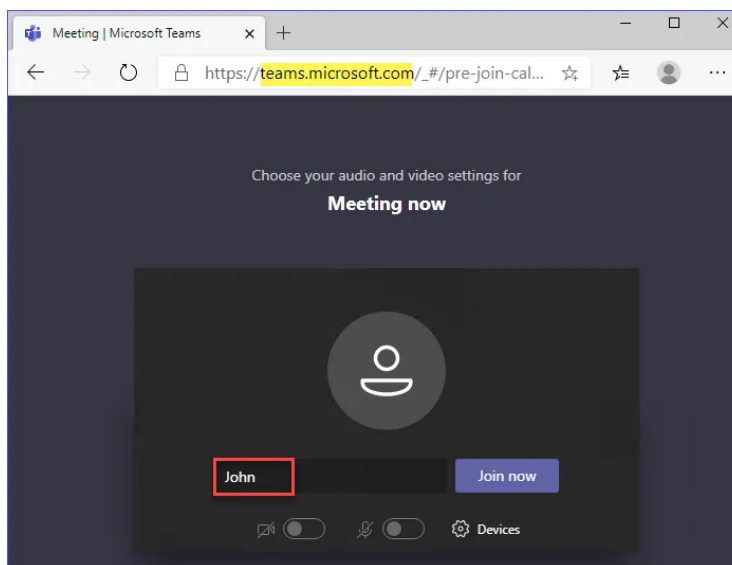 Meeting | Microsoft Teams
https://teams.microsoft.com/_#/pre-join-cal...
Choose your audio and video settings for
Meeting now
John
Join now
Devices